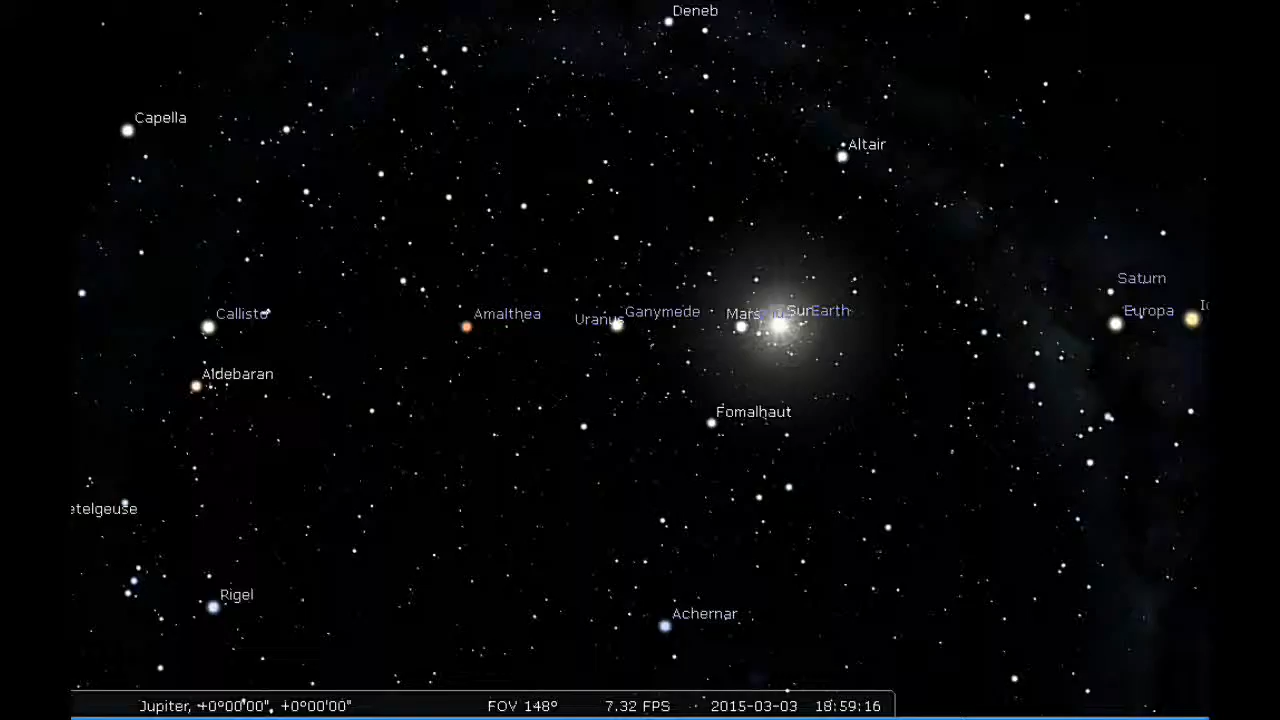 Deneb
Capella
Altair
Saturn
Callisto
Amalthea
Uranus
Ganymede
Mars
Sun
Earth
Europa
Aldebaran
Fomalhaut
etelgeuse
Rigel
Achernar
Jupiter, +0°00'00", +0°00'00"
FOV 148°
7.32 FPS
2015-03-03 18:59:16